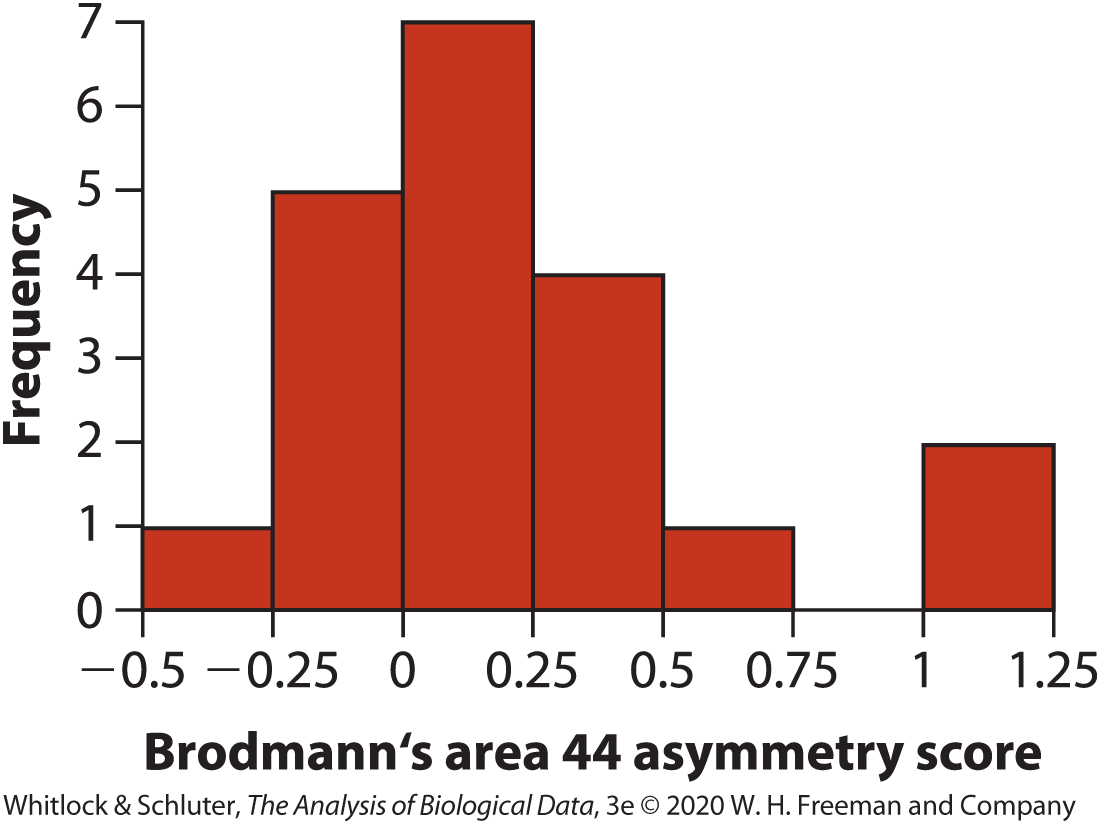 7
6
5
4
3
2
1
0
Frequency
−0.5 −0.25 0 0.25 0.5 0.75 1 1.25
Brodmann‘s area 44 asymmetry score
Whitlock & Schluter, The Analysis of Biological Data, 3e © 2020 W. H. Freeman and Company